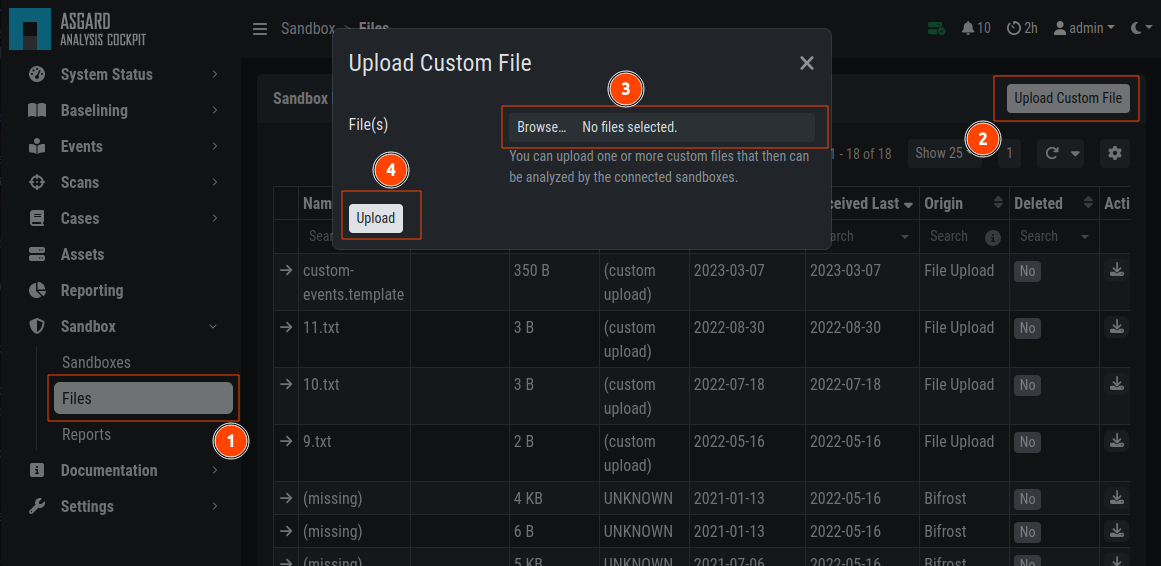 ASGARD
ANALYSIS COCKPIT
Sandbox > Files
10
2h
admin
System Status
Baselining
Events
Scans
Cases
Assets
Reporting
Sandbox
Sandboxes
Files
Reports
Documentation
Settings
1
Sandbox
Upload Custom File
2
Upload Custom File
3
File(s)
Browse... No files selected.
You can upload one or more custom files that then can
be analyzed by the connected sandboxes.
4
Upload
1 - 18 of 18
Show 25
1
Nam
ceived Last
Origin
Deleted
Acti
Sear
arch
Search
Search
custom-
events.template
350 B
(custom
upload)
2023-03-07
2023-03-07
File Upload
No
11.txt
3 B
(custom
upload)
2022-08-30
2022-08-30
File Upload
No
10.txt
3 B
(custom
upload)
2022-07-18
2022-07-18
File Upload
No
9.txt
2 B
(custom
upload)
2022-05-16
2022-05-16
File Upload
No
(missing)
4 KB
UNKNOWN
2021-01-13
2022-05-16
Bifrost
No
(missing)
6 B
UNKNOWN
2021-01-13
2022-05-16
Bifrost
No
(missing)
5 KB
UNKNOWN
2021-07-06
2022-05-16
Bifrost
No